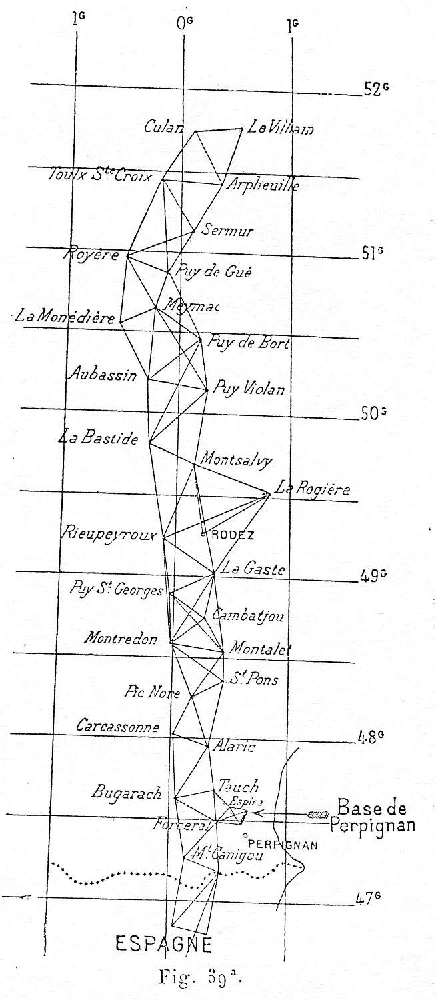 1G 0G 1G
52G
Culan Le Vilhain
Toulx Ste Croix Arpheuille
Sermur
Royère 51G
Puy de Gué
Meymac
La Monédière
Puy de Bort
Aubassin Puy Violan
50G
La Bastide
Montsalvy
La Rogière
Rieupeyroux RODEZ
La Gaste 49G
Puy St Georges
Cambatjou
Montredon Montalet
St Pons
Pic Nore
Carcassonne 48G
Alaric
Bugarach Tauch
Espira
Base de
Perpignan
Forceral
PERPIGNAN
Mt Canigou
47G
ESPAGNE
Fig. 39a.